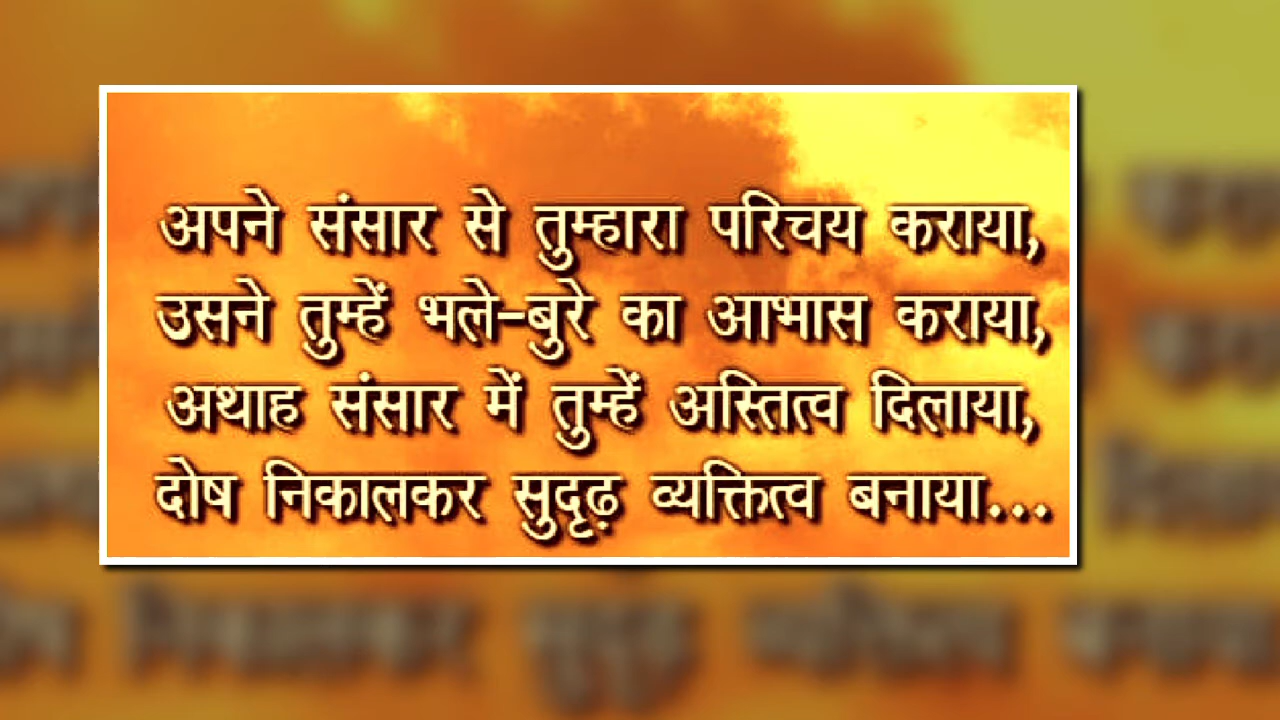 अपने संसार से तुम्हारा परिचय कराया,
उसने तुम्हें भले-बुरे का आभास कराया,
अथाह संसार में तुम्हें अस्तित्व दिलाया,
दोष निकालकर सुदृढ़ व्यक्तित्व बनाया...